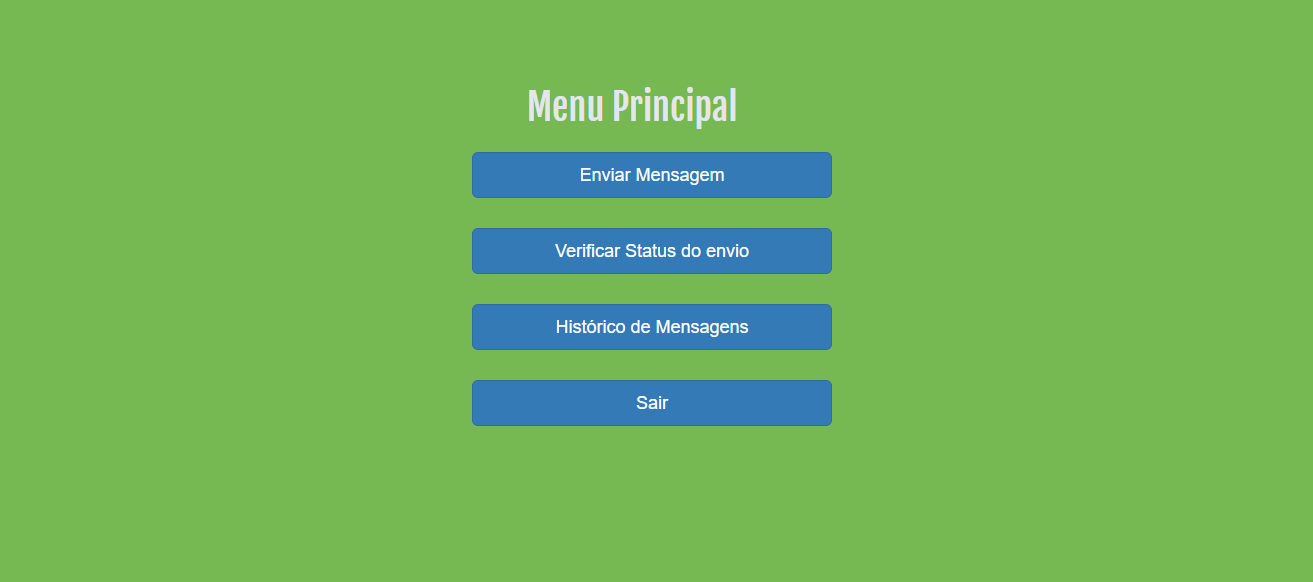 Menu Principal
Enviar Mensagem
Verificar Status do envio
Histórico de Mensagens
Sair